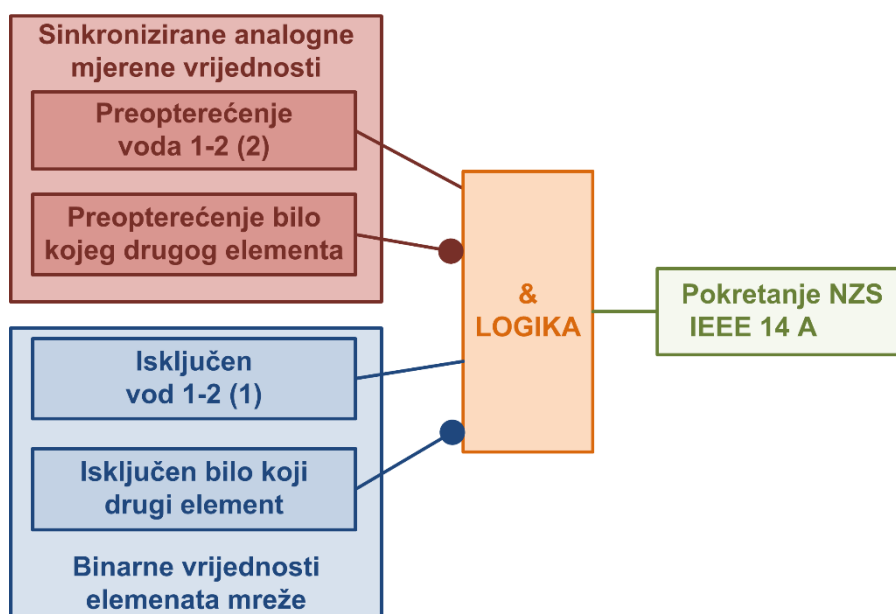 Sinkronizirane analogne
mjerene vrijednosti
Preopterećenje
voda 1-2 (2)
Preopterećenje bilo
kojeg drugog elementa
&
LOGIKA
Pokretanje NZS
IEEE 14 A
Isključen
vod 1-2 (1)
Isključen bilo koji
drugi element
Binarne vrijednosti
elemenata mreže